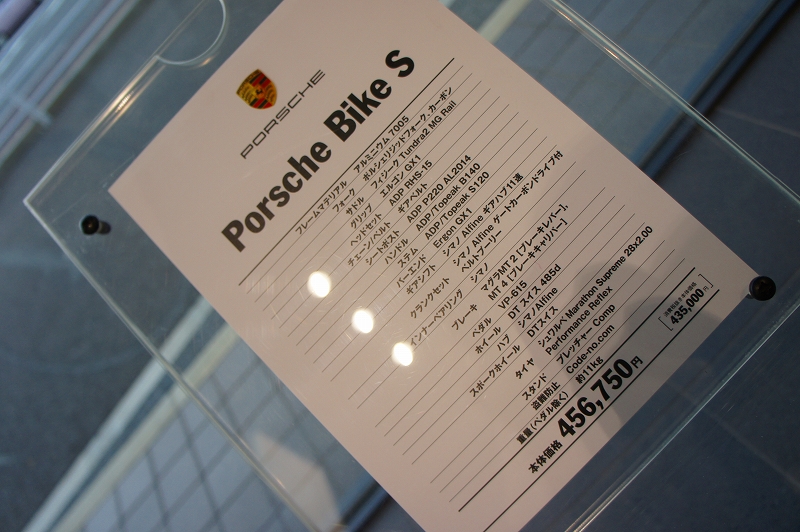 PORSCHE
Porsche Bike S
フレームマテリアル アルミニウム 7005
フォーク ポルシェリジッドフォーク カーボン
サドル フィジーク Tundra2 MG Rail
グリップ エルゴン GX1
ヘッドセット ADP RHS-15
チェーン/ベルト ギアベルト
シートポスト ADP P220 AL2014
ハンドル ADP/Topeak B140
ステム ADP/Topeak S120
バーエンド Ergon GX1
ギアシフト シマノ Alfine ギアハブ11速
クランクセット シマノ Alfine ゲートカーボンドライブ付
ベルトプーリー
インナーベアリング シマノ
ブレーキ マグラMT 2 [ブレーキレバー],
MT 4 [ブレーキキャリパー]
ペダル VP-615
ホイール DT スイス 485d
ハブ シマノAlfine
スポークホイール DTスイス
タイヤ シュワルベ Marathon Supreme 28x2.00
Performance Reflex
スタンド プレッチャー Comp
盗難防止 Code-no.com
重量(ペダル除く) 約11kg
本体価格 456,750円
[消費税抜き本体価格 435,000円]